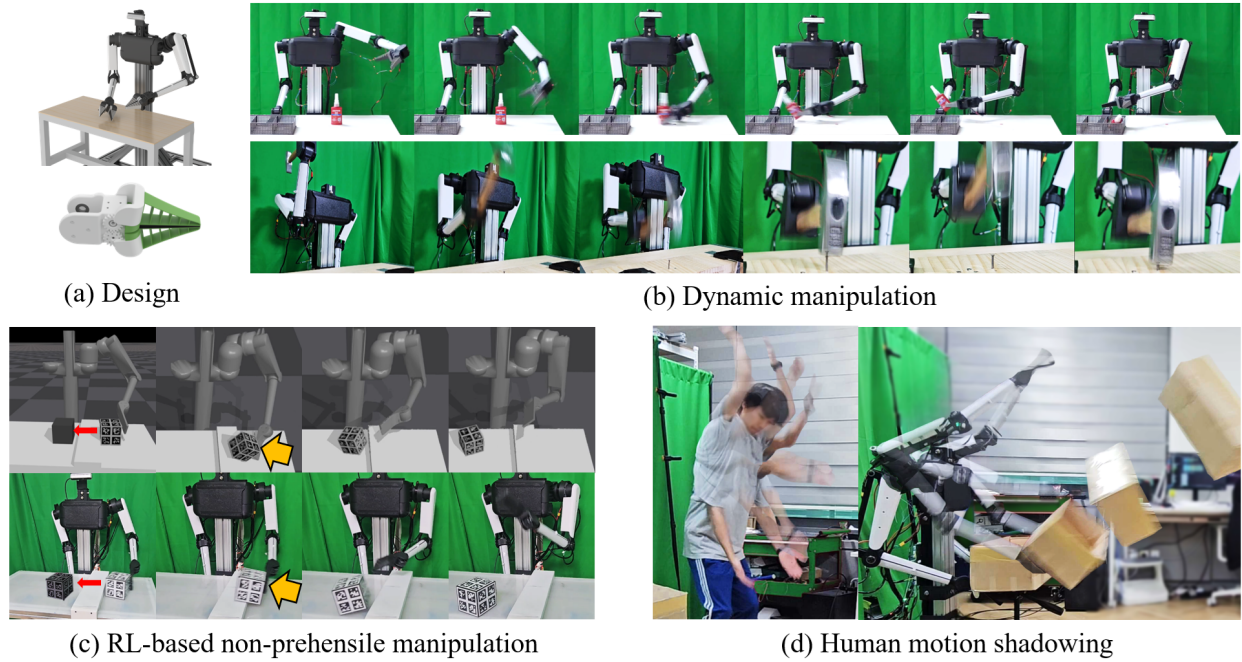 (a) Design
(b) Dynamic manipulation
(c) RL-based non-prehensile manipulation
(d) Human motion shadowing